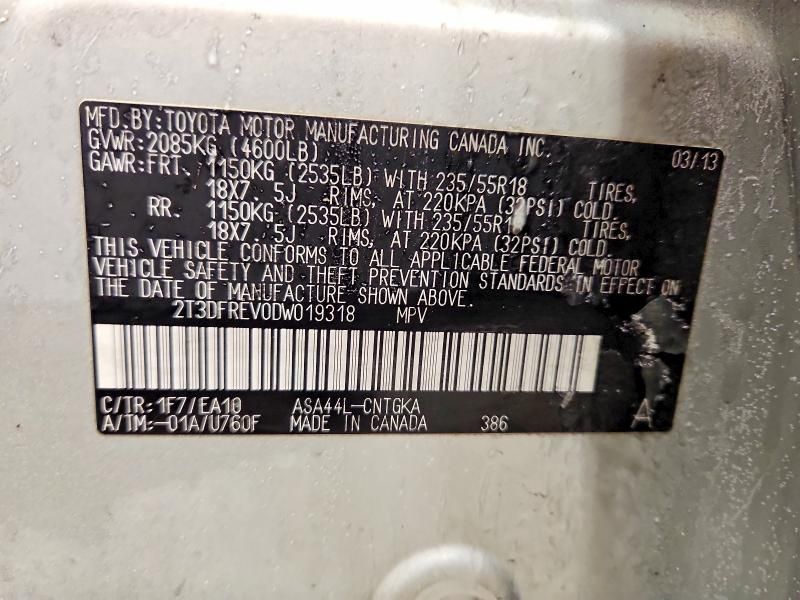 MFD.BY:TOYOTA MOTOR MANUFACTURING CANADA INC. 03/13
GVWR:2085KG (4600LB)
GAWR:FRT. 1150KG (2535LB) WITH 235/55R18 TIRES,
18X7.5J RIMS, AT 220KPA (32PSI) COLD.
RR. 1150KG (2535LB) WITH 235/55R18 TIRES,
18X7.5J RIMS, AT 220KPA (32PSI) COLD.
THIS VEHICLE CONFORMS TO ALL APPLICABLE FEDERAL MOTOR
VEHICLE SAFETY AND THEFT PREVENTION STANDARDS IN EFFECT ON
THE DATE OF MANUFACTURE SHOWN ABOVE.
2T3DFREV0DW019318 MPV
C/TR:1F7/EA10 ASA44L-CNTGKA
A/TM:-01A/U760F MADE IN CANADA 386 A